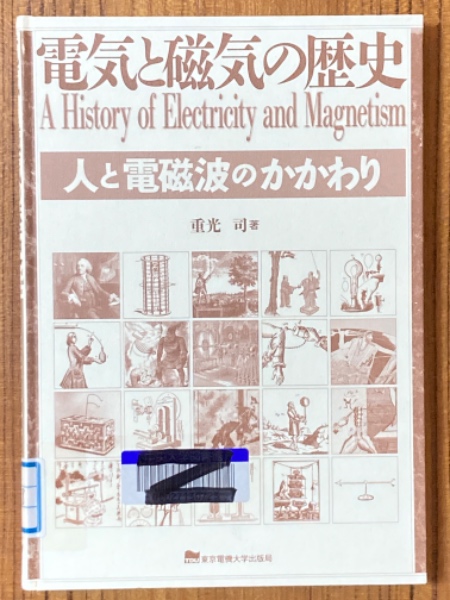 電気と磁気の歴史
A History of Electricity and Magnetism
人と電磁波のかかわり
重光 司著
TDU 東京電機大学出版局